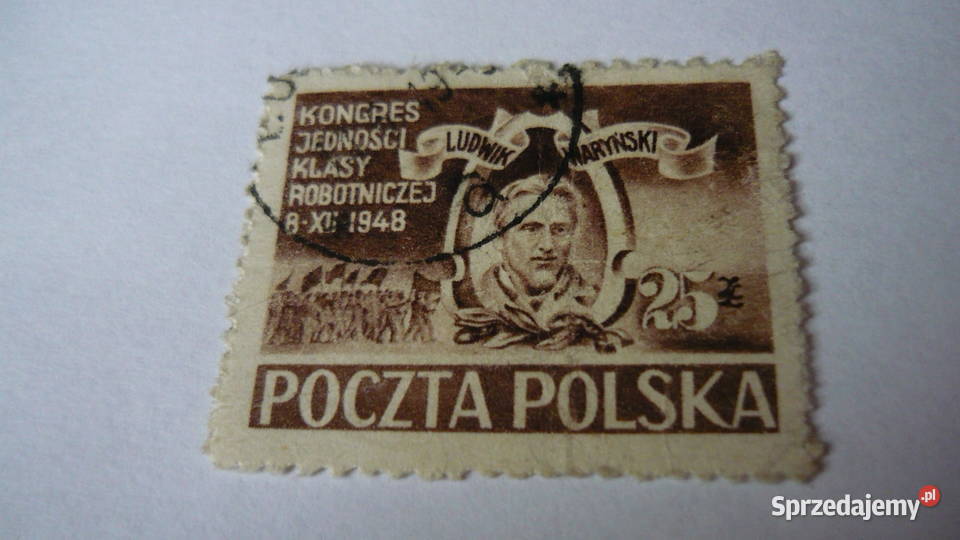 KONGRES
JEDNOŚCI
KLASY
ROBOTNICZEJ
8·XII 1948
LUDWIK WARYŃSKI
25 zł
POCZTA POLSKA
Sprzedajemy.pl